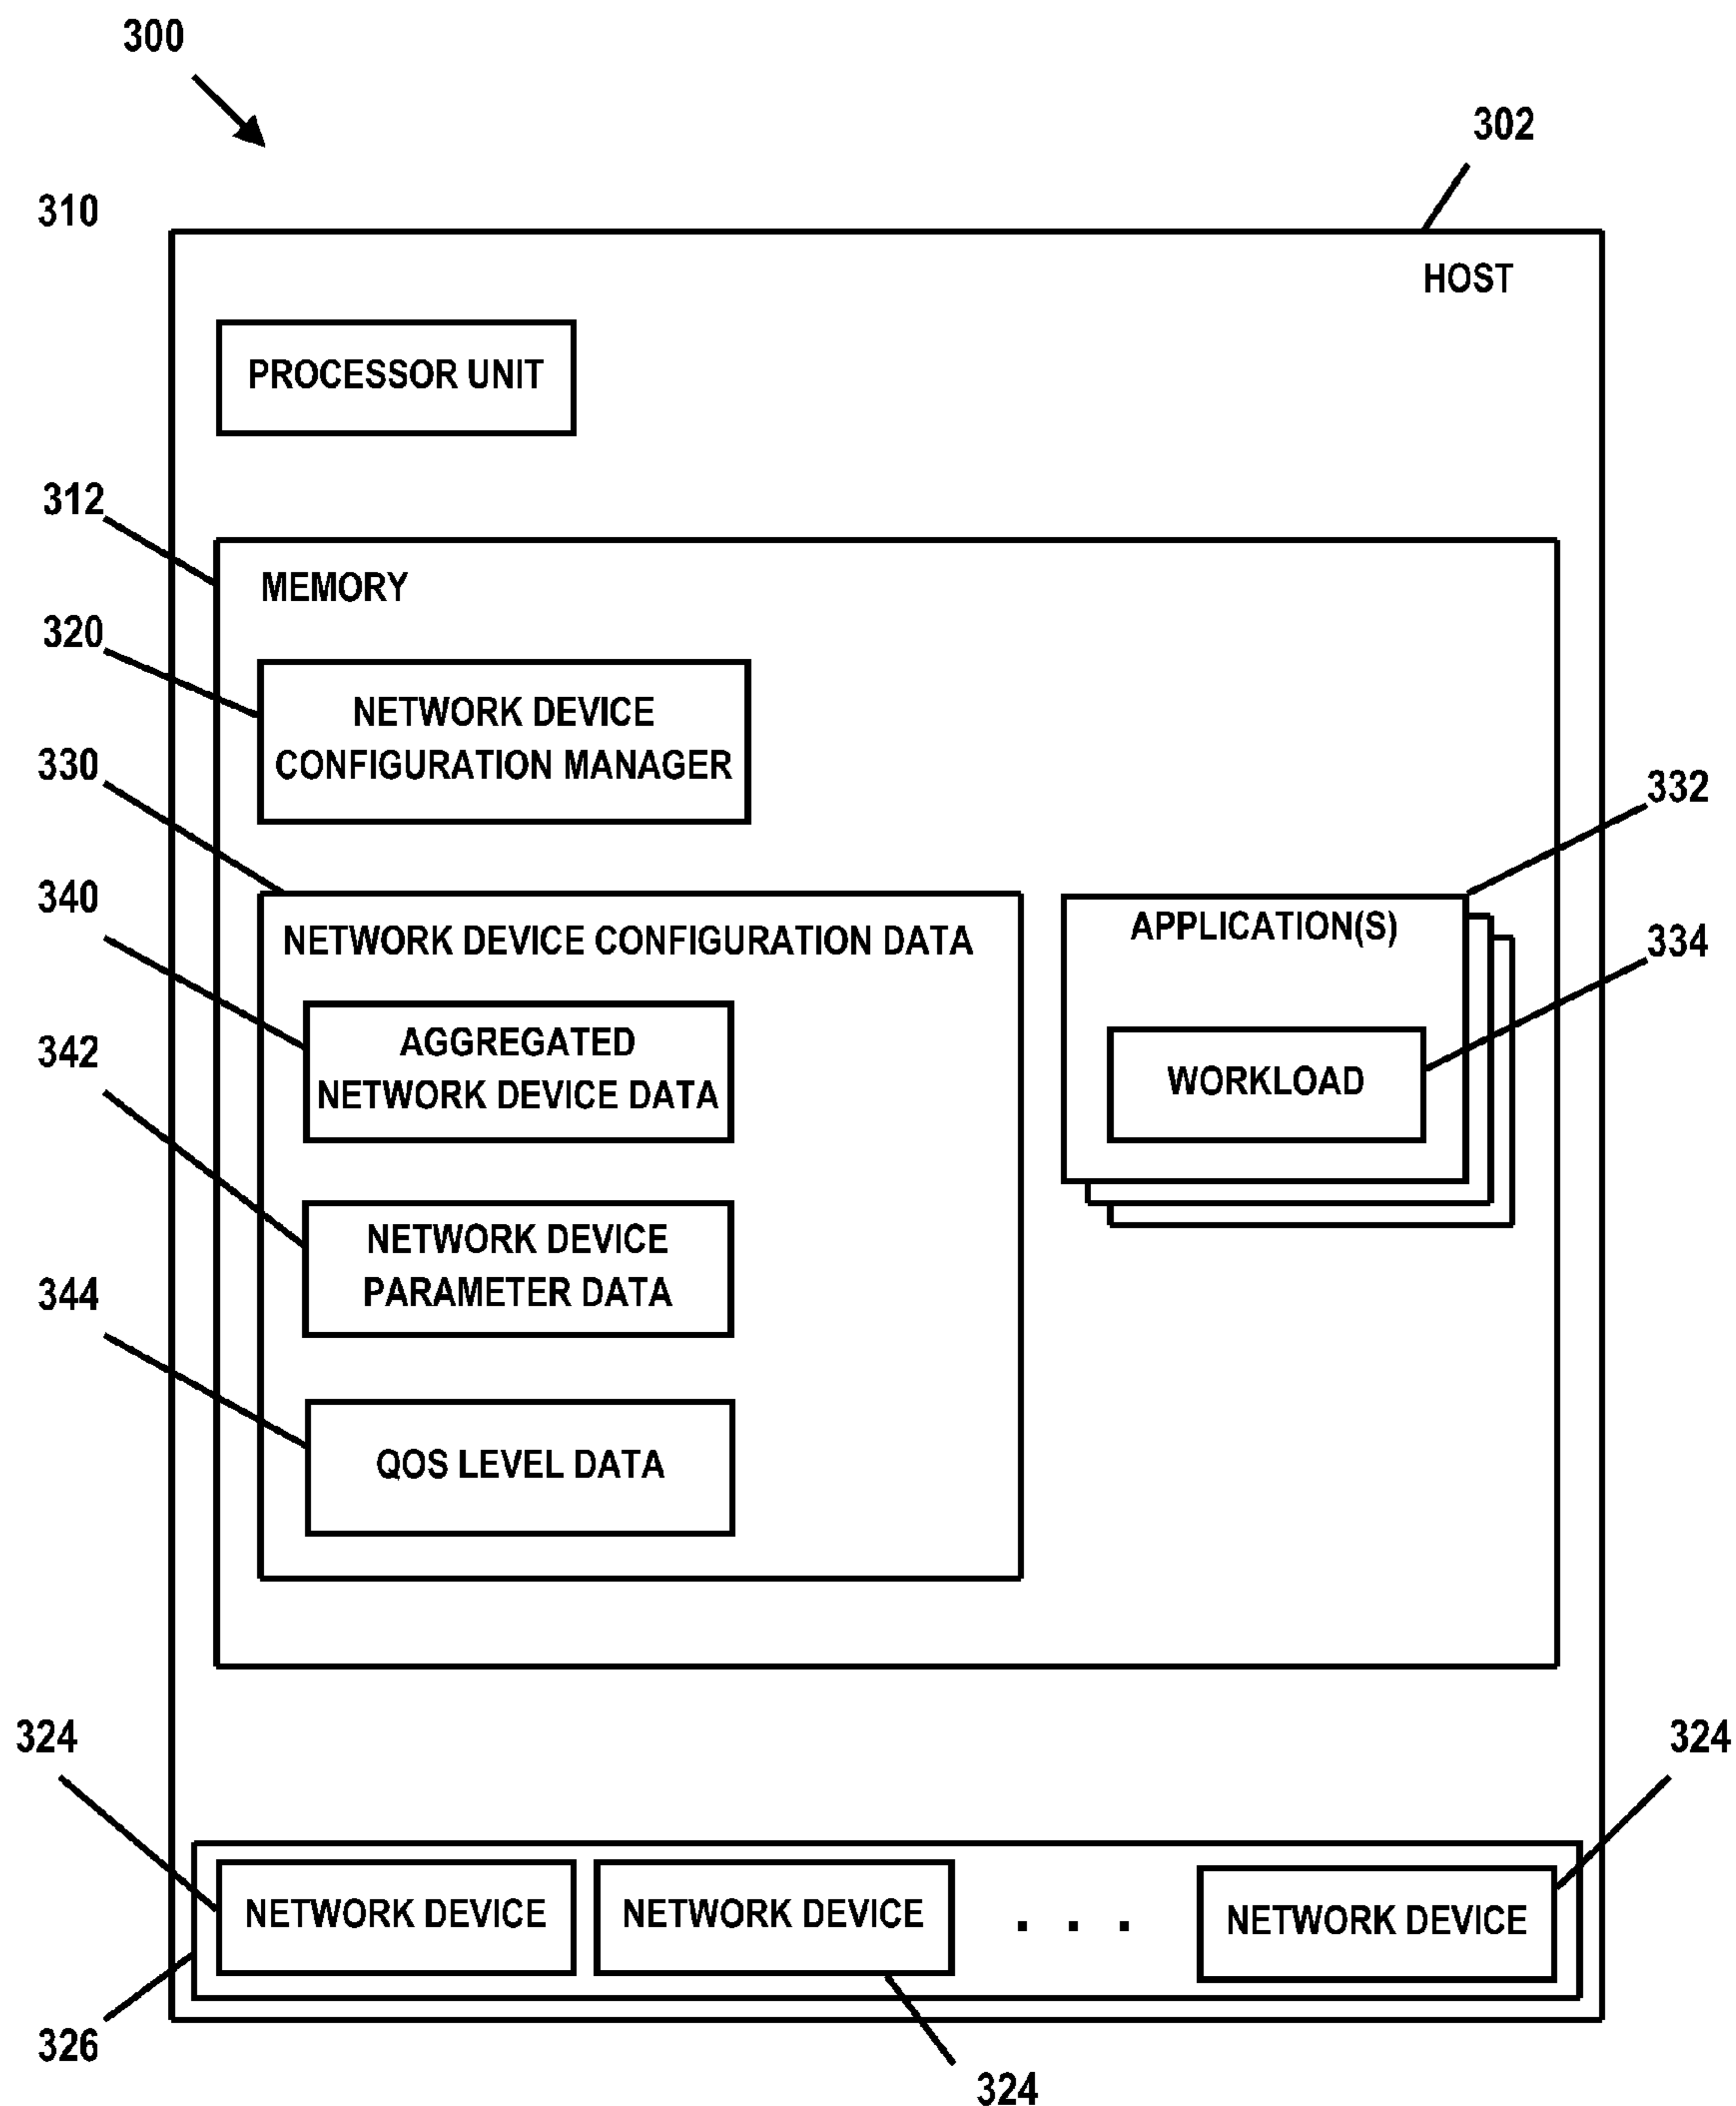 300
302
310
HOST
PROCESSOR UNIT
312
MEMORY
320
NETWORK DEVICE
CONFIGURATION MANAGER
330
332
340
NETWORK DEVICE CONFIGURATION DATA
APPLICATION(S)
334
AGGREGATED
NETWORK DEVICE DATA
342
WORKLOAD
NETWORK DEVICE
PARAMETER DATA
344
QOS LEVEL DATA
324
324
NETWORK DEVICE
NETWORK DEVICE
. . .
NETWORK DEVICE
326
324